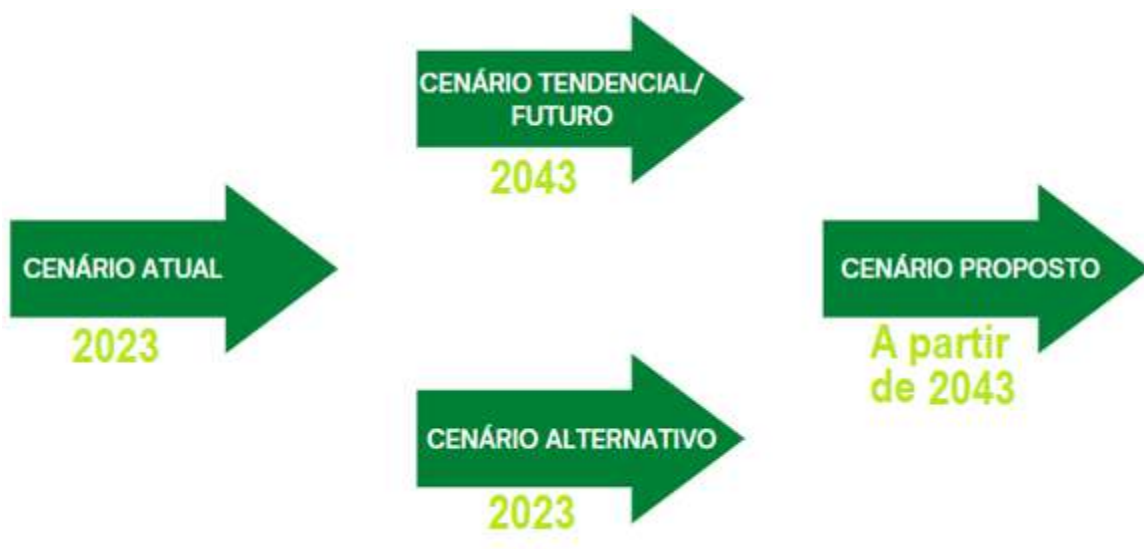 CENÁRIO TENDENCIAL/
FUTURO
2043
CENÁRIO ATUAL
2023
CENÁRIO PROPOSTO
A partir
de 2043
CENÁRIO ALTERNATIVO
2023